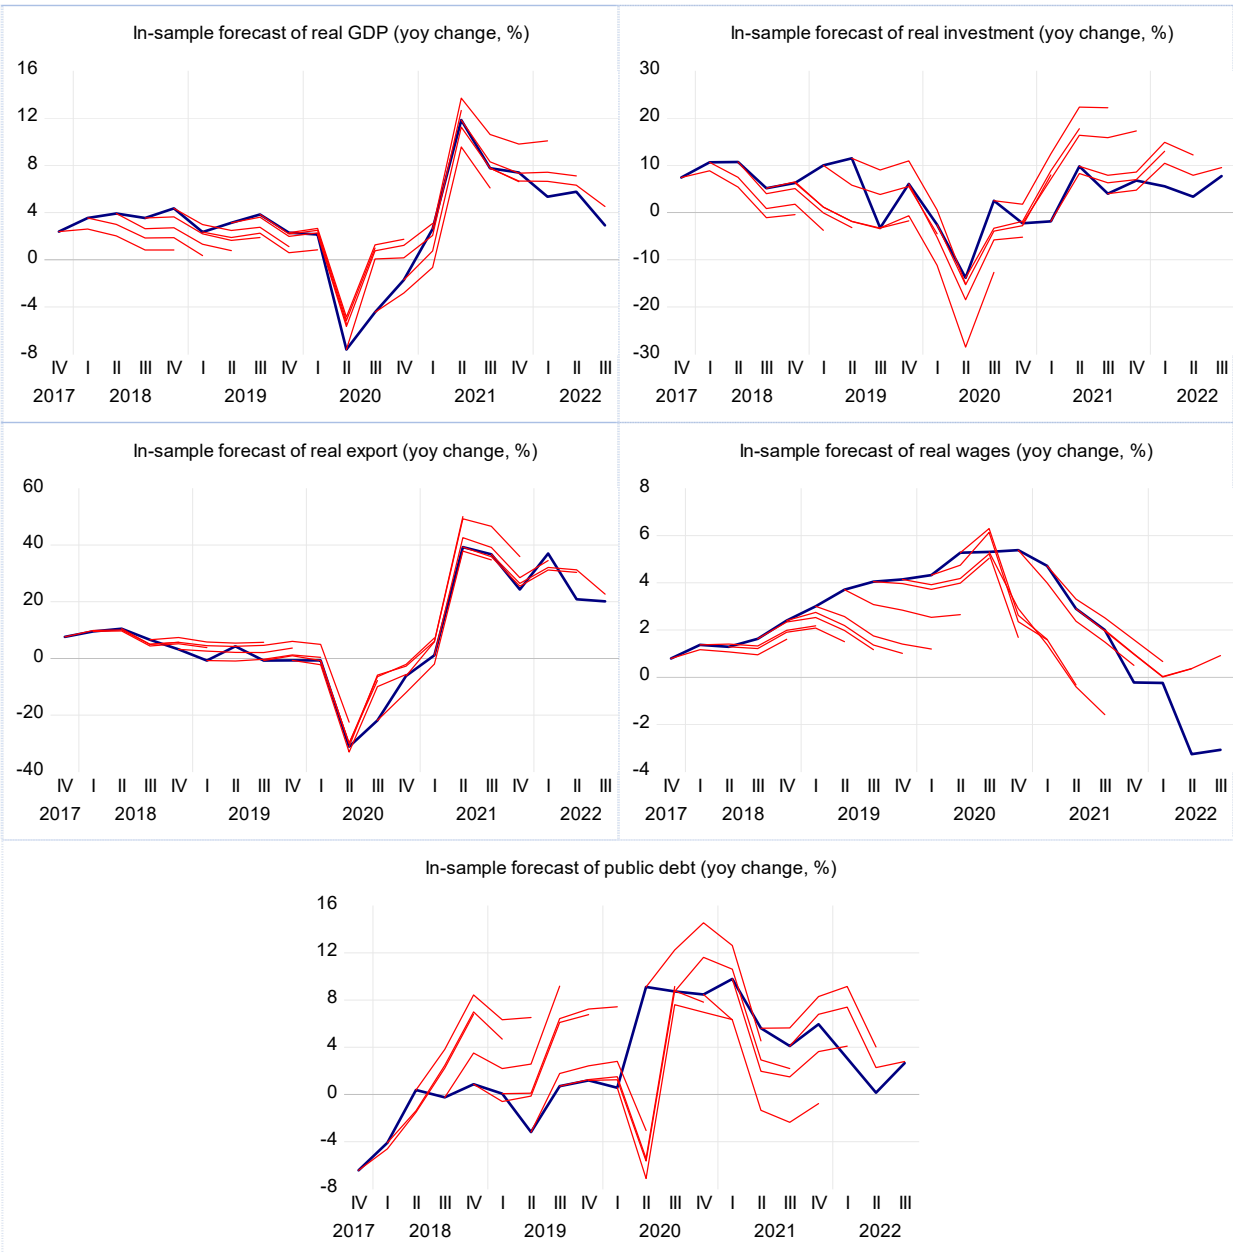 In-sample forecast of real GDP (yoy change, %)
16
12
8
4
0
-4
-8
IV I II III IV I II III IV I II III IV I II III IV I II III
2017 2018 2019 2020 2021 2022
In-sample forecast of real investment (yoy change, %)
30
20
10
0
-10
-20
-30
IV I II III IV I II III IV I II III IV I II III IV I II III
2017 2018 2019 2020 2021 2022
In-sample forecast of real export (yoy change, %)
60
40
20
0
-20
-40
IV I II III IV I II III IV I II III IV I II III IV I II III
2017 2018 2019 2020 2021 2022
In-sample forecast of real wages (yoy change, %)
8
6
4
2
0
-2
-4
IV I II III IV I II III IV I II III IV I II III IV I II III
2017 2018 2019 2020 2021 2022
In-sample forecast of public debt (yoy change, %)
16
12
8
4
0
-4
-8
IV I II III IV I II III IV I II III IV I II III IV I II III
2017 2018 2019 2020 2021 2022